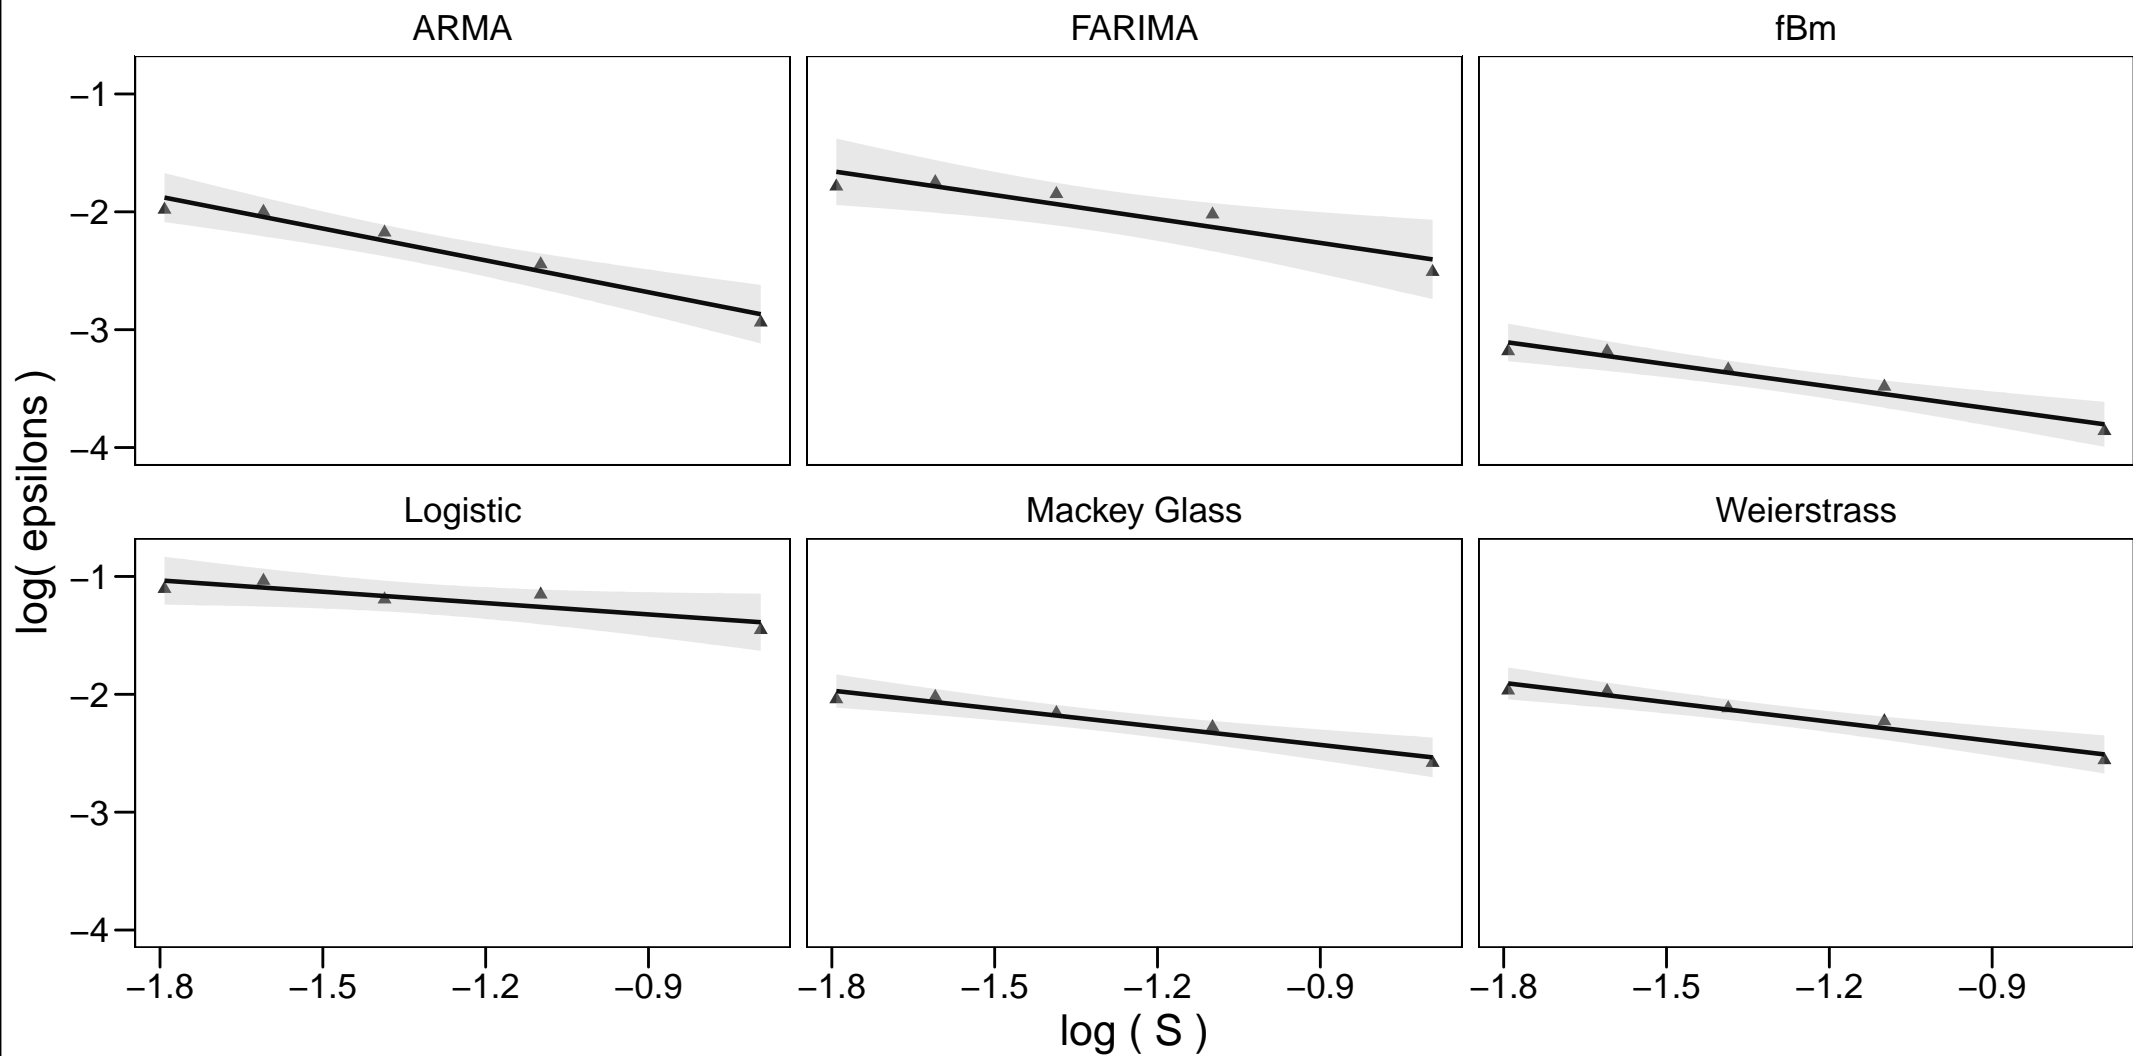 ARMA
FARIMA
fBm
−1
−2
−3
−4
log( epsilons )
Logistic
Mackey Glass
Weierstrass
−1
−2
−3
−4
−1.8
−1.5
−1.2
−0.9
−1.8
−1.5
−1.2
−0.9
−1.8
−1.5
−1.2
−0.9
log ( S )